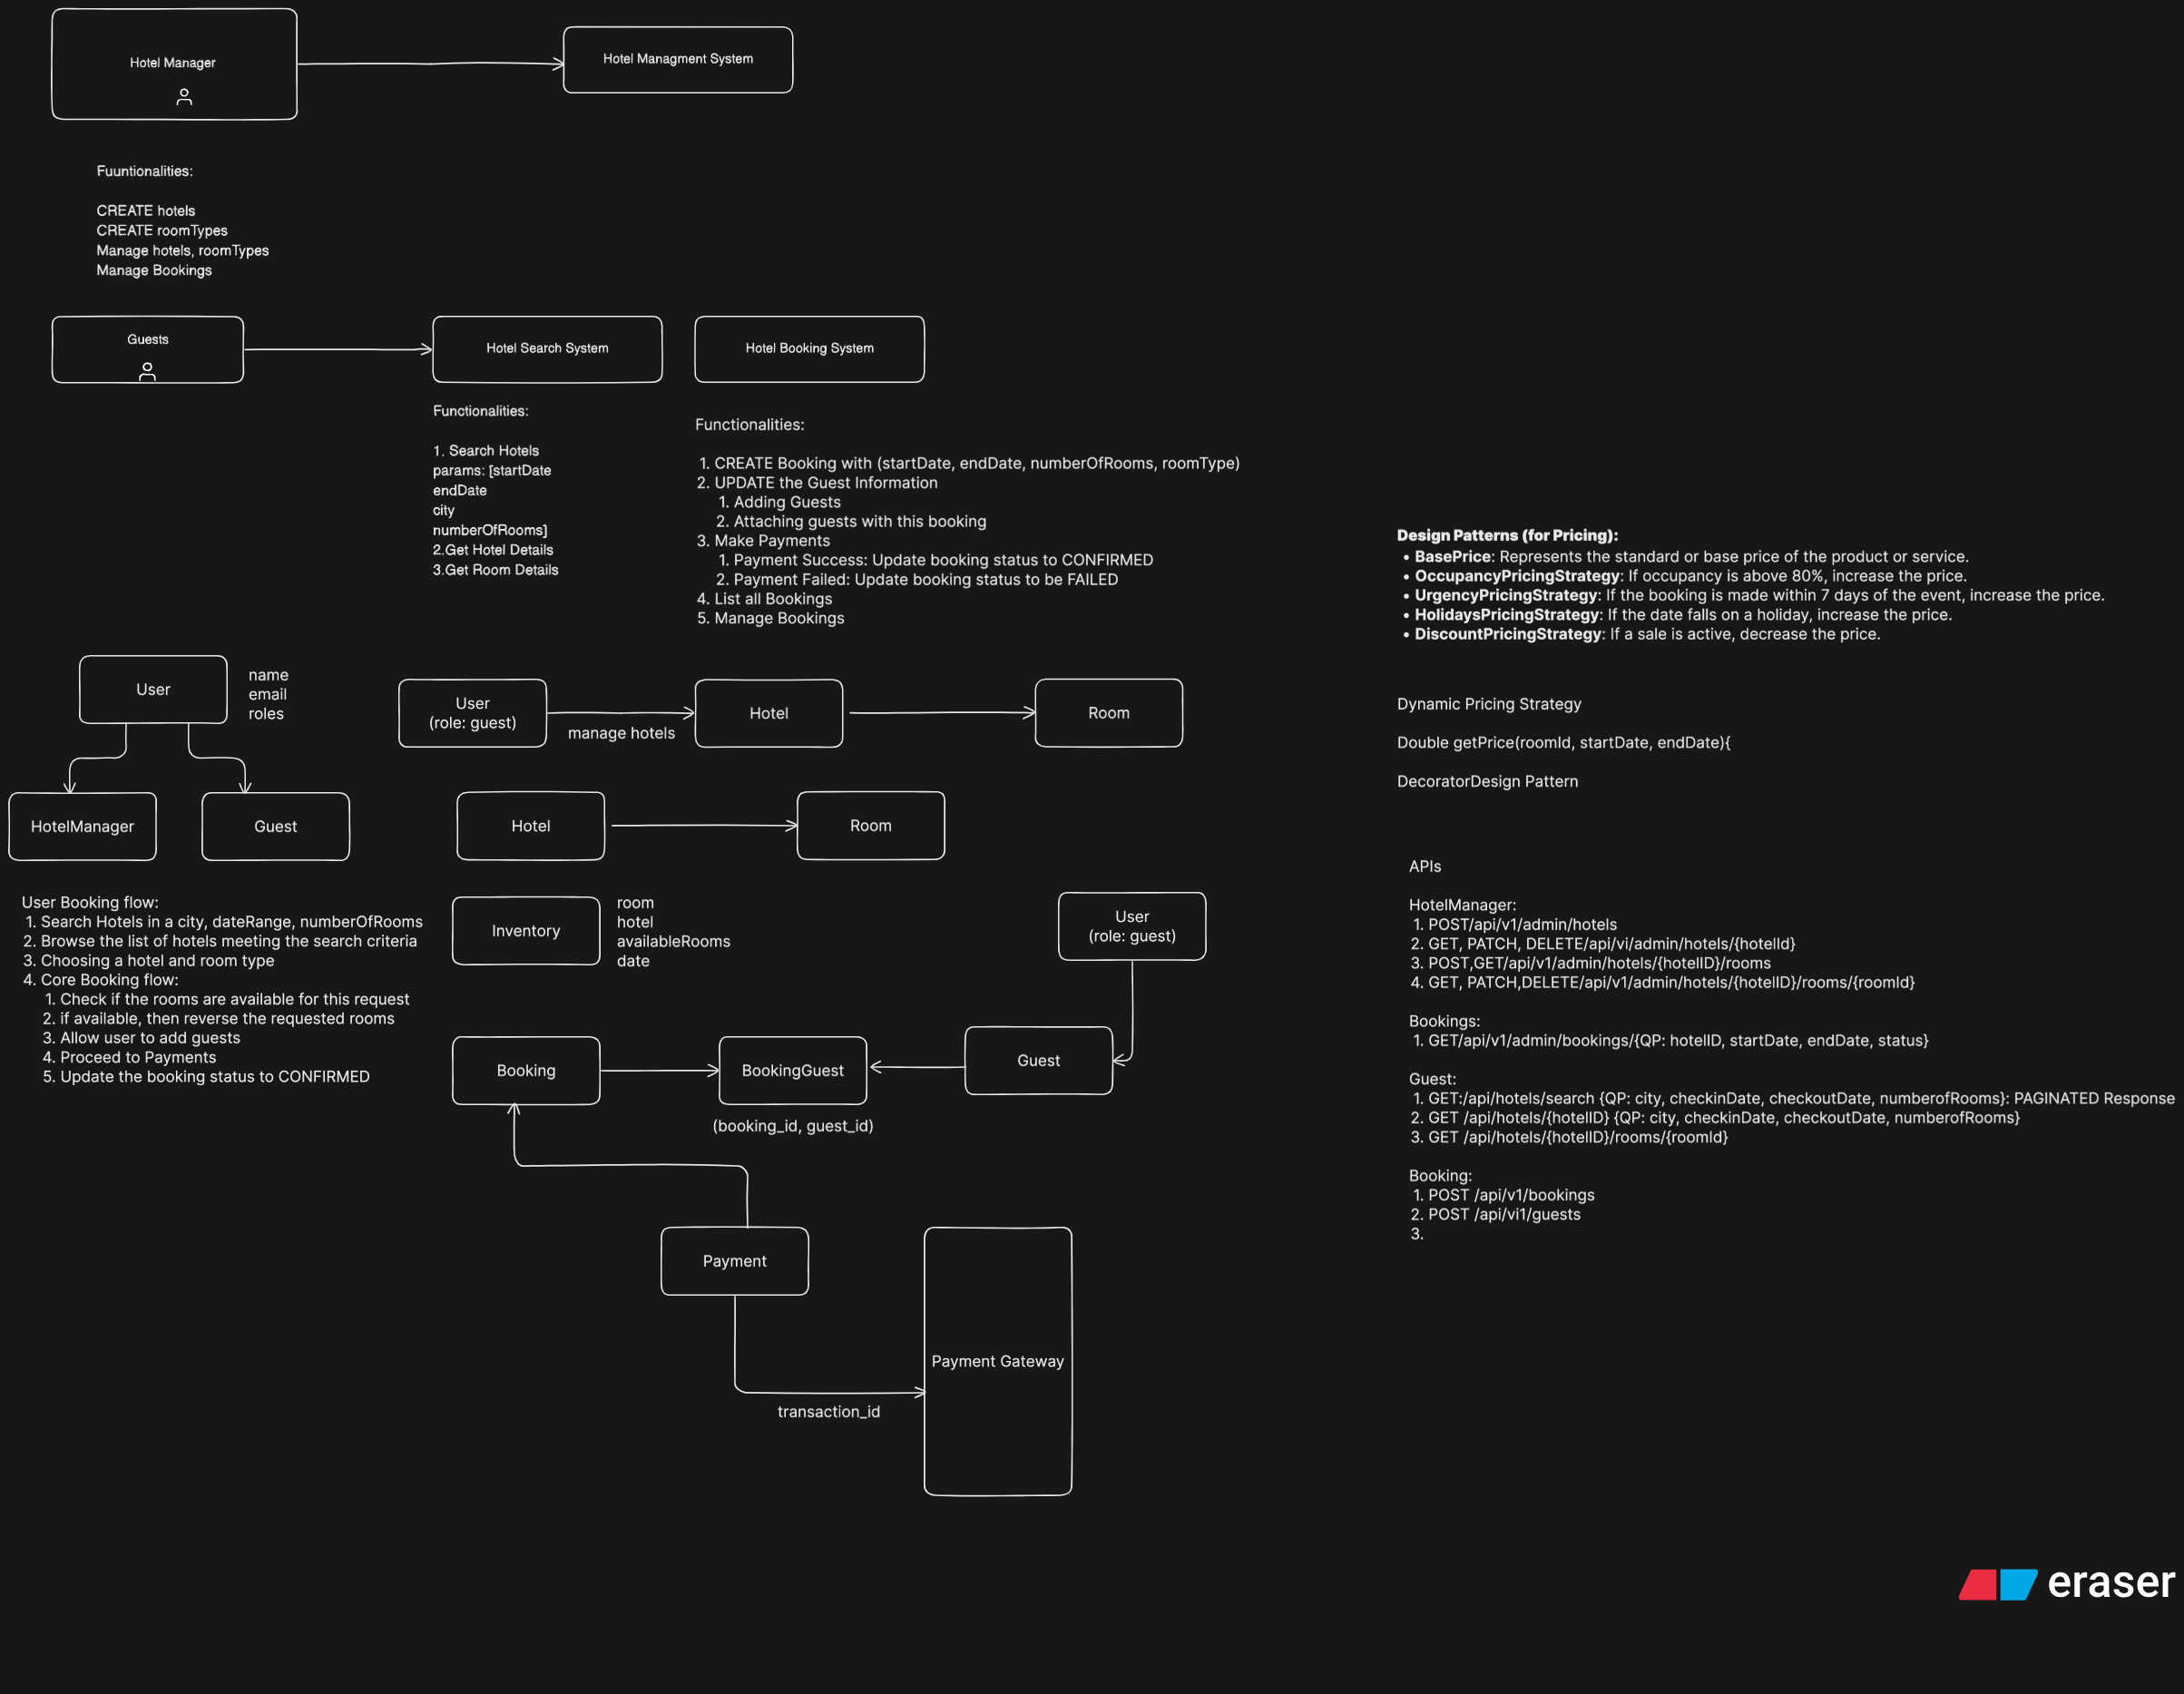 Hotel Manager
Hotel Managment System
Fuuntionalities:
CREATE hotels
CREATE roomTypes
Manage hotels, roomTypes
Manage Bookings
Guests
Hotel Search System
Hotel Booking System
Functionalities:
1. Search Hotels
params: [startDate
endDate
city
numberOfRooms]
2.Get Hotel Details
3.Get Room Details
Functionalities:
1. CREATE Booking with (startDate, endDate, numberOfRooms, roomType)
2. UPDATE the Guest Information
1. Adding Guests
2. Attaching guests with this booking
3. Make Payments
1. Payment Success: Update booking status to CONFIRMED
2. Payment Failed: Update booking status to be FAILED
4. List all Bookings
5. Manage Bookings
Design Patterns (for Pricing):
• BasePrice: Represents the standard or base price of the product or service.
• OccupancyPricingStrategy: If occupancy is above 80%, increase the price.
• UrgencyPricingStrategy: If the booking is made within 7 days of the event, increase the price.
• HolidaysPricingStrategy: If the date falls on a holiday, increase the price.
• DiscountPricingStrategy: If a sale is active, decrease the price.
Dynamic Pricing Strategy
Double getPrice(roomId, startDate, endDate){
DecoratorDesign Pattern
User
name
email
roles
HotelManager
Guest
User
(role: guest)
manage hotels
Hotel
Room
Hotel
Room
User Booking flow:
1. Search Hotels in a city, dateRange, numberOfRooms
2. Browse the list of hotels meeting the search criteria
3. Choosing a hotel and room type
4. Core Booking flow:
1. Check if the rooms are available for this request
2. if available, then reverse the requested rooms
3. Allow user to add guests
4. Proceed to Payments
5. Update the booking status to CONFIRMED
Inventory
room
hotel
availableRooms
date
User
(role: guest)
Booking
BookingGuest
Guest
(booking_id, guest_id)
Payment
Payment Gateway
transaction_id
APIs
HotelManager:
1. POST/api/v1/admin/hotels
2. GET, PATCH, DELETE/api/vi/admin/hotels/{hotelId}
3. POST,GET/api/v1/admin/hotels/{hotelID}/rooms
4. GET, PATCH,DELETE/api/v1/admin/hotels/{hotelID}/rooms/{roomId}
Bookings:
1. GET/api/v1/admin/bookings/{QP: hotelID, startDate, endDate, status}
Guest:
1. GET:/api/hotels/search {QP: city, checkinDate, checkoutDate, numberofRooms}: PAGINATED Response
2. GET /api/hotels/{hotelID} {QP: city, checkinDate, checkoutDate, numberofRooms}
3. GET /api/hotels/{hotelID}/rooms/{roomId}
Booking:
1. POST /api/v1/bookings
2. POST /api/vi1/guests
3.
eraser